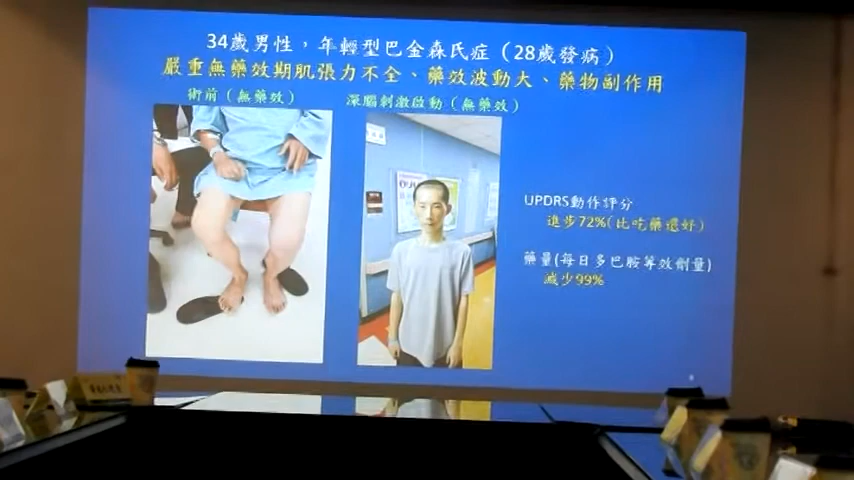 34歲男性，年輕型巴金森氏症（28歲發病）
嚴重無藥效期肌張力不全、藥效波動大、藥物副作用
術前（無藥效）
深腦刺激啟動（無藥效）
UPDRS動作評分
進步72%(比吃藥還好)
藥量(每日多巴胺等效劑量)
減少99%